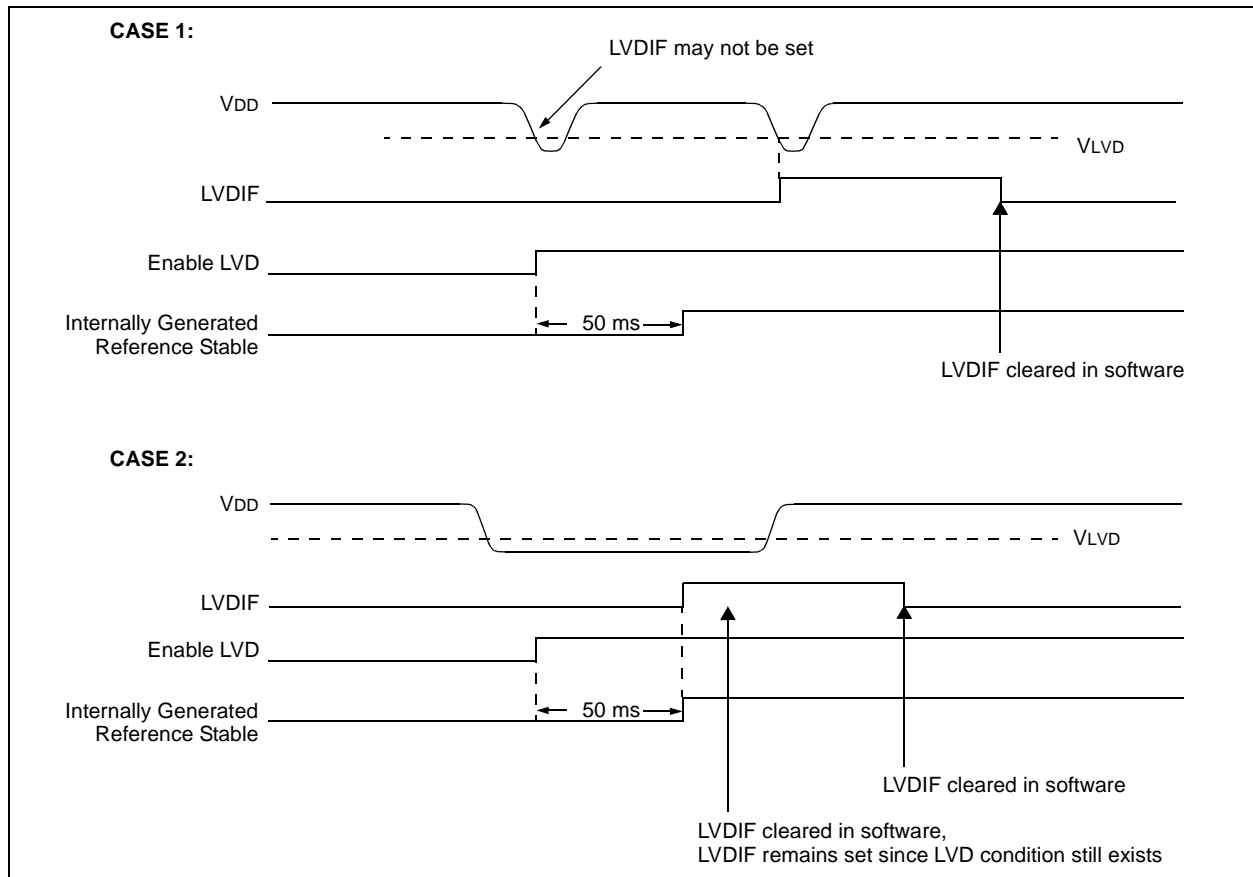 CASE 1:
LVDIF may not be set
VDD
VLVD
LVDIF
Enable LVD
50 ms
Internally Generated
Reference Stable
LVDIF cleared in software
CASE 2:
VDD
VLVD
LVDIF
Enable LVD
50 ms
Internally Generated
Reference Stable
LVDIF cleared in software
LVDIF cleared in software,
LVDIF remains set since LVD condition still exists